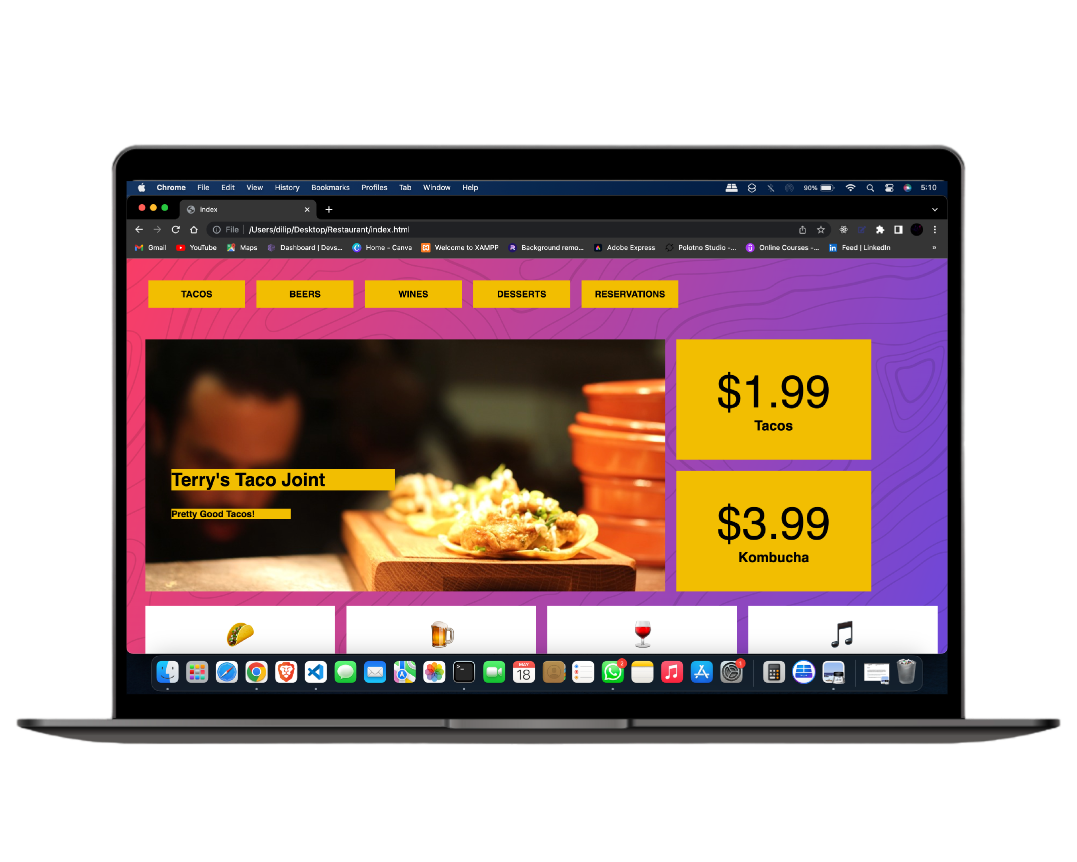 Chrome File Edit View History Bookmarks Profiles Tab Window Help 90% 5:10
Index
File | /Users/dilip/Desktop/Restaurant/index.html
Gmail YouTube Maps Dashboard | Devs... Home - Canva Welcome to XAMPP Background remo... Adobe Express Polotno Studio -... Online Courses -... Feed | LinkedIn »
TACOS BEERS WINES DESSERTS RESERVATIONS
$1.99
Tacos
Terry's Taco Joint
Pretty Good Tacos!
$3.99
Kombucha
MAY
18